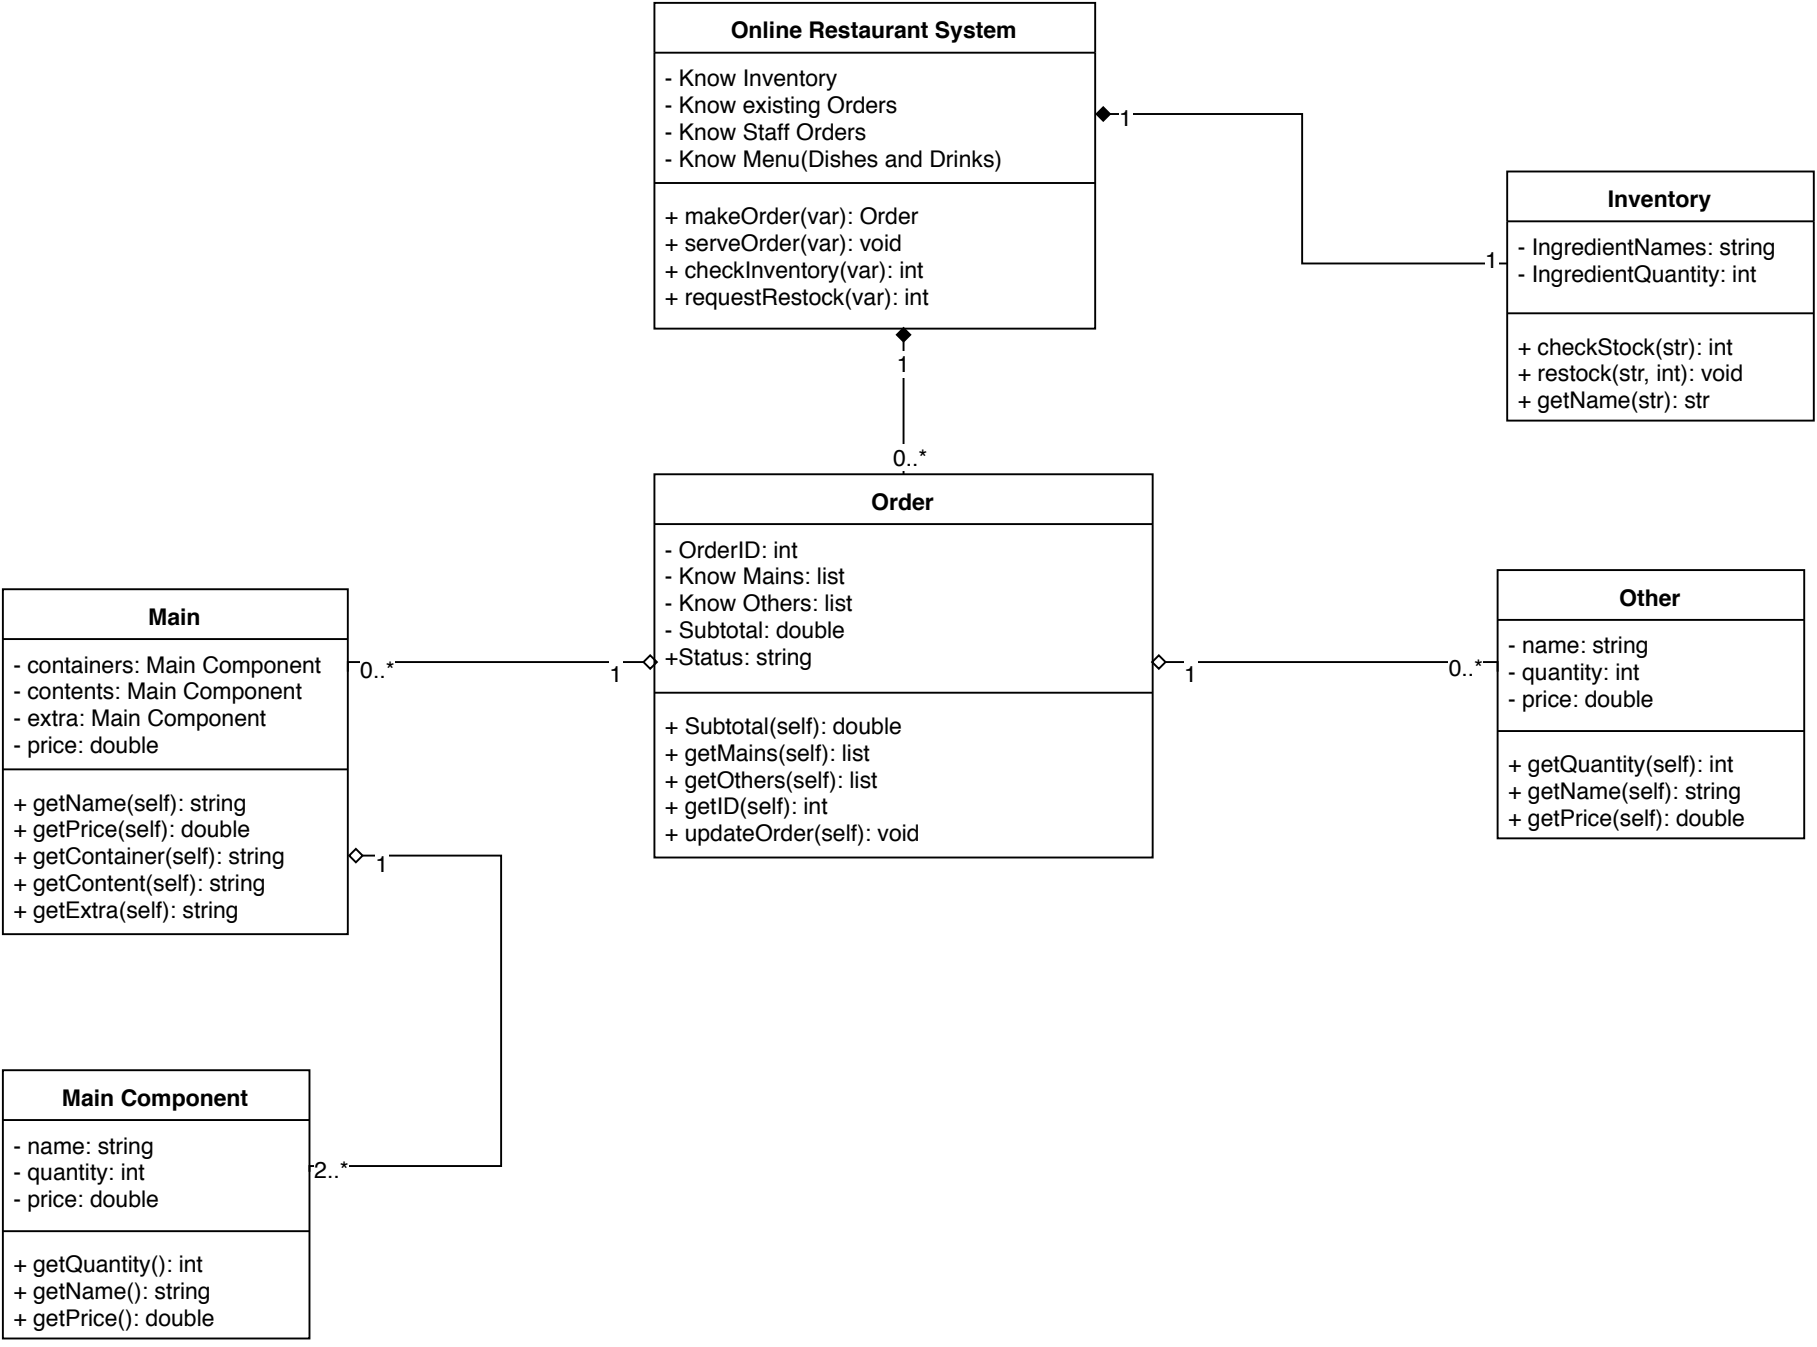 Online Restaurant System
- Know Inventory
- Know existing Orders
- Know Staff Orders
- Know Menu(Dishes and Drinks)
+ makeOrder(var): Order
+ serveOrder(var): void
+ checkInventory(var): int
+ requestRestock(var): int
1
1
Inventory
- IngredientNames: string
- IngredientQuantity: int
+ checkStock(str): int
+ restock(str, int): void
+ getName(str): str
1
0..*
Order
- OrderID: int
- Know Mains: list
- Know Others: list
- Subtotal: double
+Status: string
+ Subtotal(self): double
+ getMains(self): list
+ getOthers(self): list
+ getID(self): int
+ updateOrder(self): void
Main
- containers: Main Component
- contents: Main Component
- extra: Main Component
- price: double
+ getName(self): string
+ getPrice(self): double
+ getContainer(self): string
+ getContent(self): string
+ getExtra(self): string
0..*
1
1
0..*
Other
- name: string
- quantity: int
- price: double
+ getQuantity(self): int
+ getName(self): string
+ getPrice(self): double
1
2..*
Main Component
- name: string
- quantity: int
- price: double
+ getQuantity(): int
+ getName(): string
+ getPrice(): double